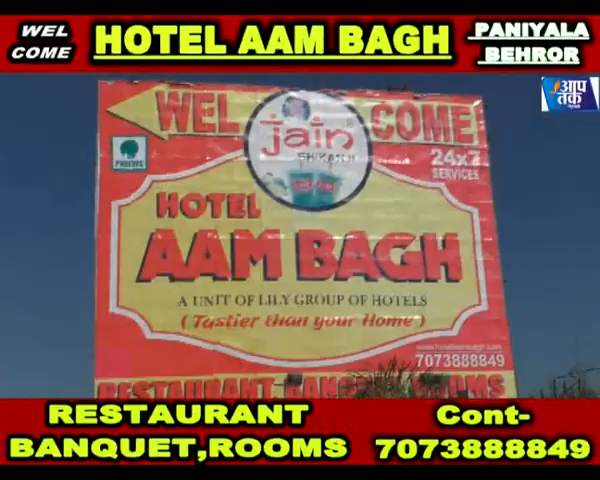 WEL COME
HOTEL AAM BAGH
PANIYALA
BEHROR
आप
तक
WEL COME
jain
SHIKANJI
24x7
SERVICES
HOTEL
AAM BAGH
A UNIT OF LILY GROUP OF HOTELS
(Tastier than your Home)
7073888849
RESTAURANT
BANQUET,ROOMS
Cont-
7073888849